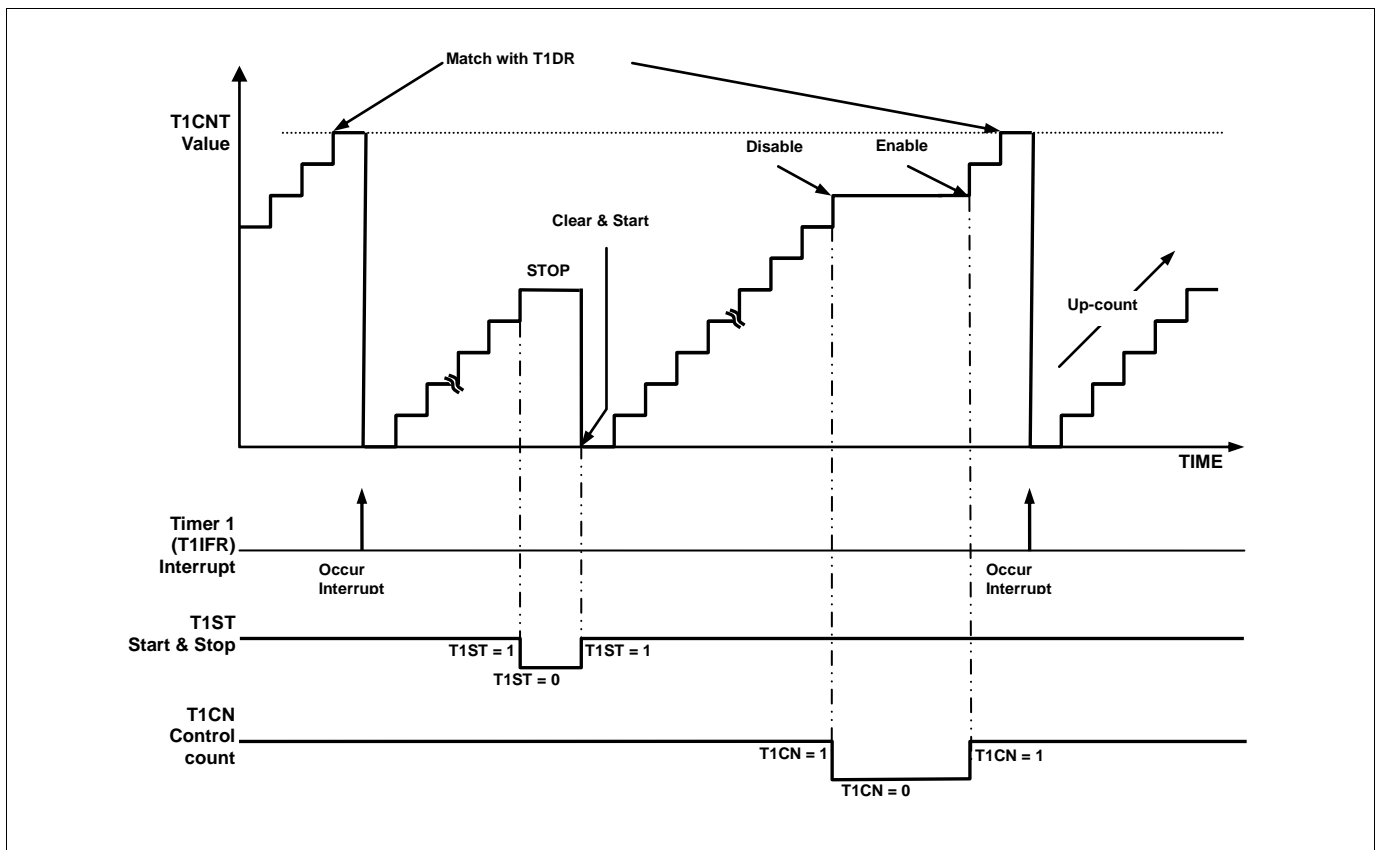 Match with T1DR
T1CNT
Value
Disable
Enable
Clear & Start
STOP
Up-count
TIME
Timer 1
(T1IFR)
Interrupt
Occur
Interrupt
Occur
Interrupt
T1ST
Start & Stop
T1ST = 1
T1ST = 1
T1ST = 0
T1CN
Control
count
T1CN = 1
T1CN = 1
T1CN = 0